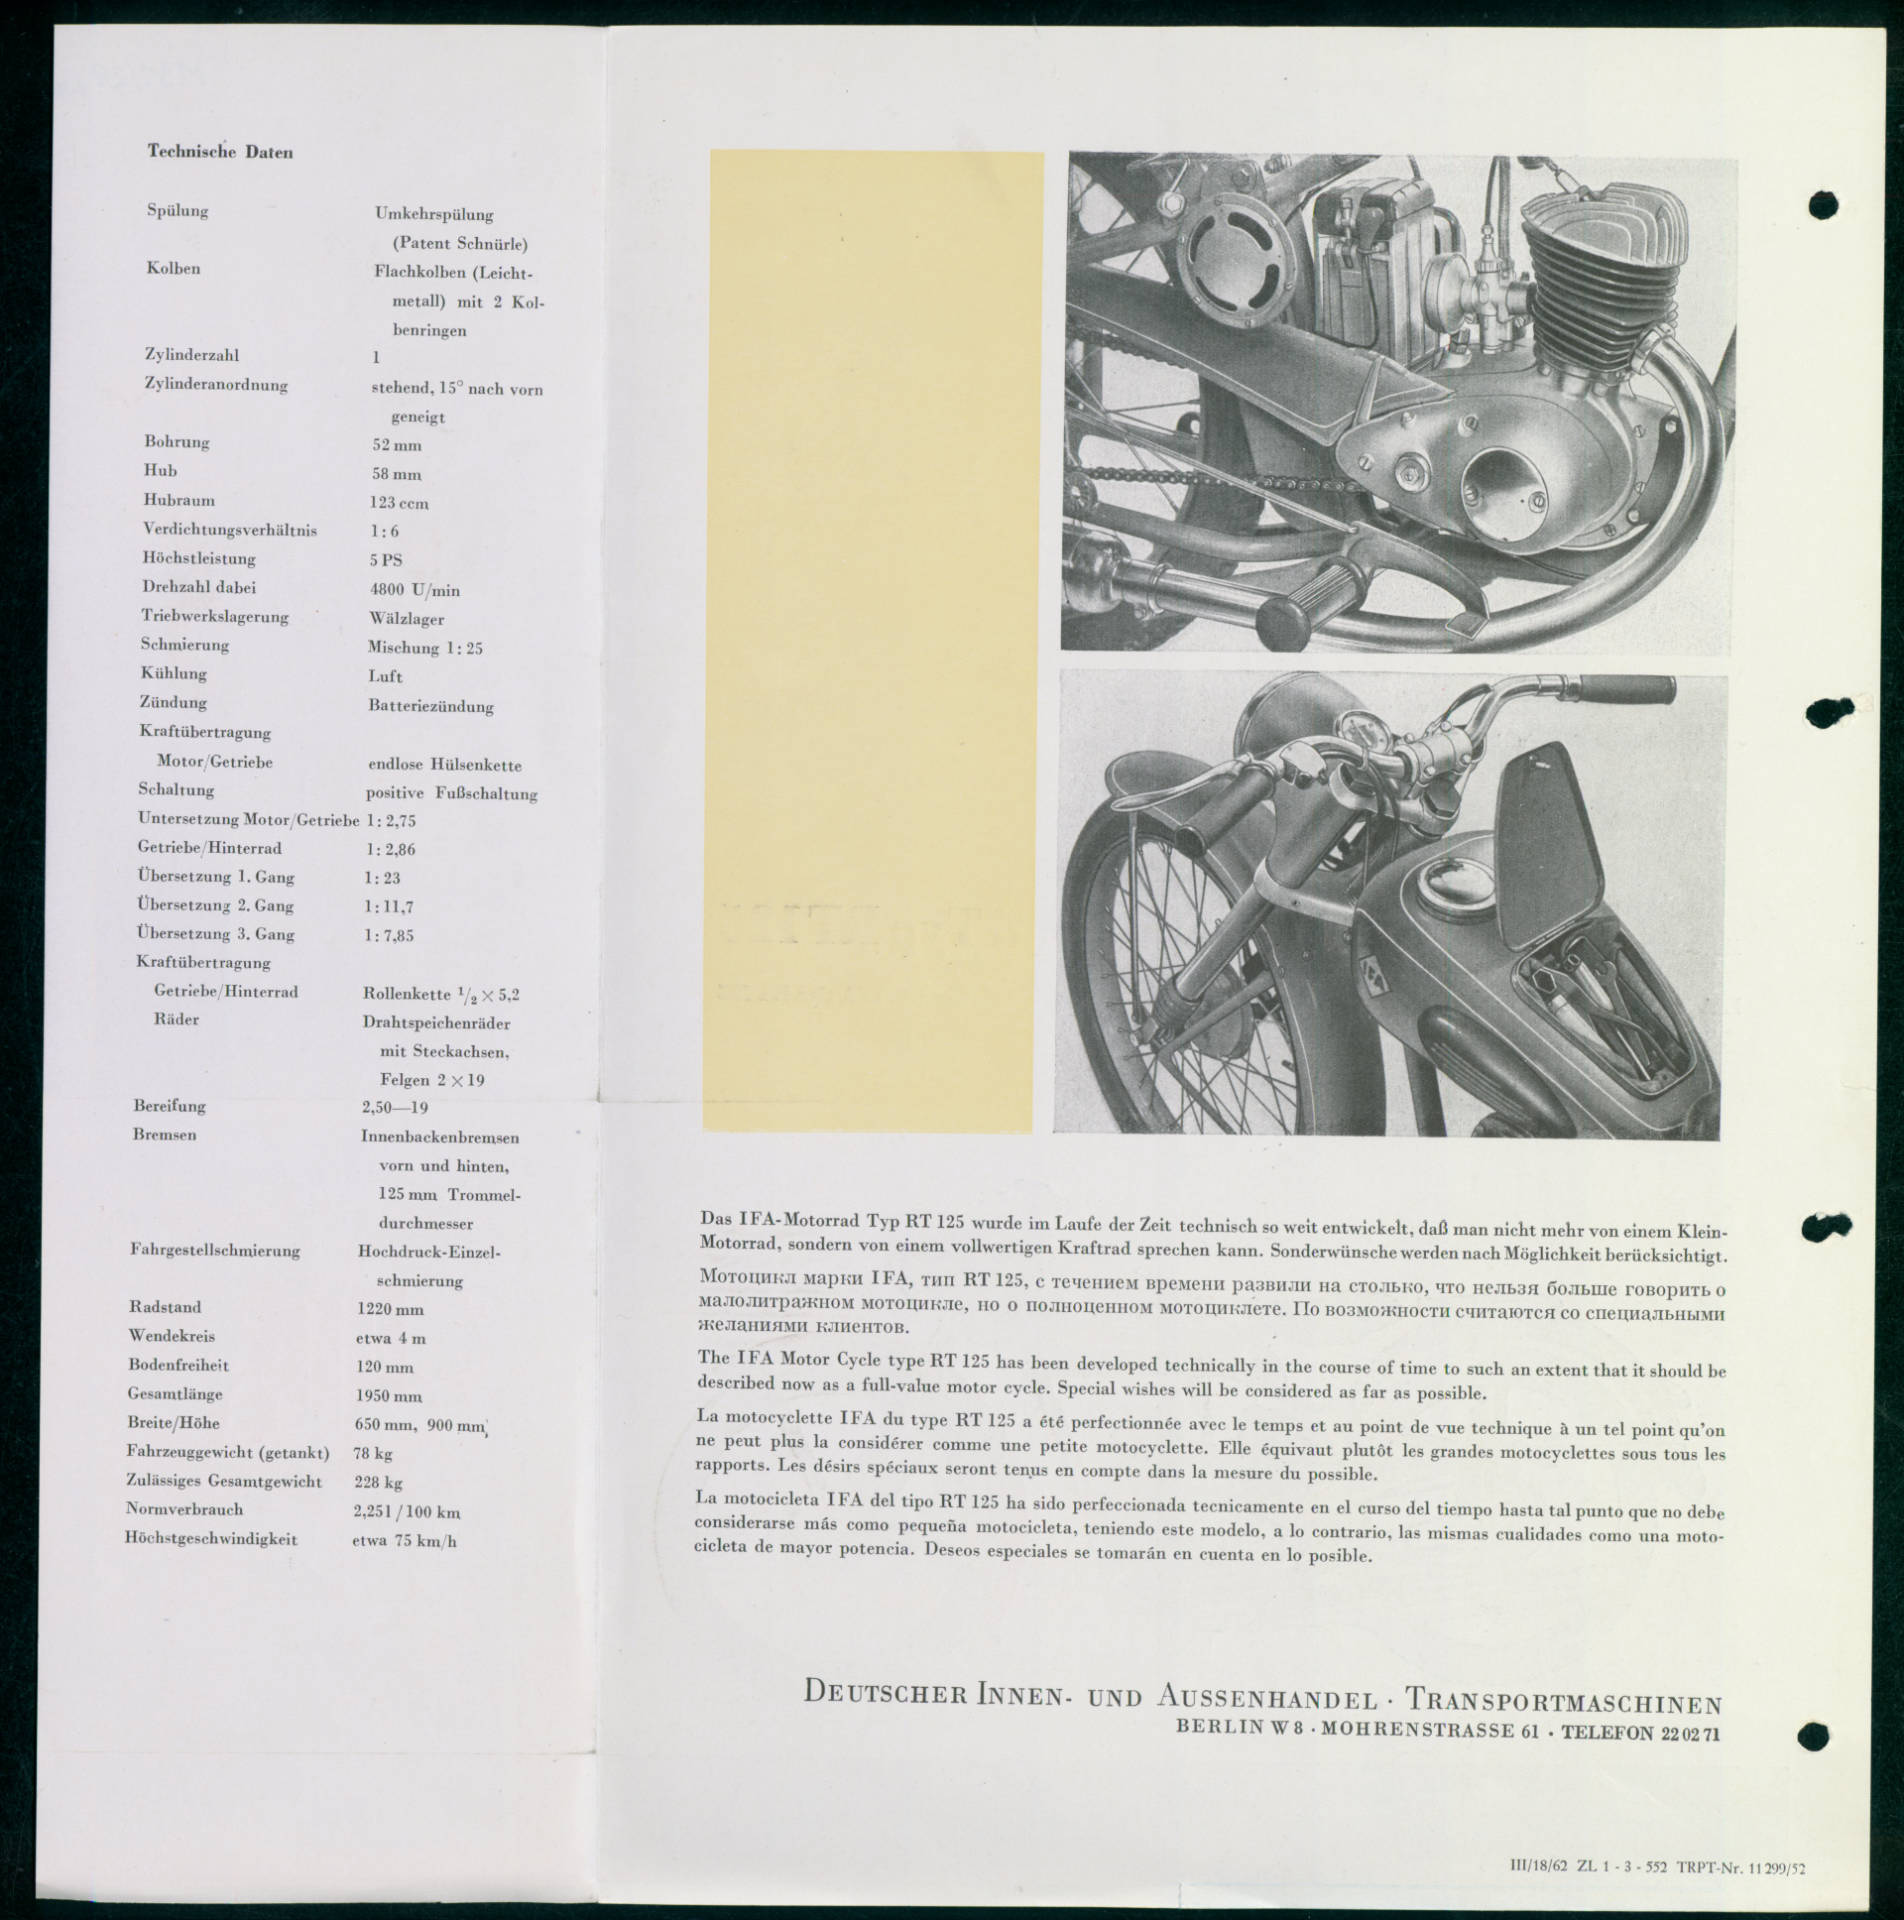 Technische Daten
Spülung Umkehrspülung
(Patent Schnürle)
Kolben Flachkolben (Leicht-
metall) mit 2 Kol-
benringen
Zylinderzahl 1
Zylinderanordnung stehend, 15° nach vorn
geneigt
Bohrung 52 mm
Hub 58 mm
Hubraum 123 ccm
Verdichtungsverhältnis 1:6
Höchstleistung 5 PS
Drehzahl dabei 4800 U/min
Triebwerkslagerung Wälzlager
Schmierung Mischung 1:25
Kühlung Luft
Zündung Batteriezündung
Kraftübertragung
Motor/Getriebe endlose Hülsenkette
Schaltung positive Fußschaltung
Untersetzung Motor/Getriebe 1:2,75
Getriebe/Hinterrad 1:2,86
Übersetzung 1. Gang 1:23
Übersetzung 2. Gang 1:11,7
Übersetzung 3. Gang 1:7,85
Kraftübertragung
Getriebe/Hinterrad Rollenkette 1/2 × 5,2
Räder Drahtspeichenräder
mit Steckachsen,
Felgen 2 × 19
Bereifung 2,50—19
Bremsen Innenbackenbremsen
vorn und hinten,
125 mm Trommel-
durchmesser
Fahrgestellschmierung Hochdruck-Einzel-
schmierung
Radstand 1220 mm
Wendekreis etwa 4 m
Bodenfreiheit 120 mm
Gesamtlänge 1950 mm
Breite/Höhe 650 mm, 900 mm
Fahrzeuggewicht (getankt) 78 kg
Zulässiges Gesamtgewicht 228 kg
Normverbrauch 2,25 l / 100 km
Höchstgeschwindigkeit etwa 75 km/h
IFA
Das IFA-Motorrad Typ RT 125 wurde im Laufe der Zeit technisch so weit entwickelt, daß man nicht mehr von einem Klein-
Motorrad, sondern von einem vollwertigen Kraftrad sprechen kann. Sonderwünsche werden nach Möglichkeit berücksichtigt.
Мотоцикл марки IFA, тип RT 125, с течением времени развили на столько, что нельзя больше говорить о
малолитражном мотоцикле, но о полноценном мотоциклете. По возможности считаются со специальными
желаниями клиентов.
The IFA Motor Cycle type RT 125 has been developed technically in the course of time to such an extent that it should be
described now as a full-value motor cycle. Special wishes will be considered as far as possible.
La motocyclette IFA du type RT 125 a été perfectionnée avec le temps et au point de vue technique à un tel point qu'on
ne peut plus la considérer comme une petite motocyclette. Elle équivaut plutôt les grandes motocyclettes sous tous les
rapports. Les désirs spéciaux seront tenus en compte dans la mesure du possible.
La motocicleta IFA del tipo RT 125 ha sido perfeccionada tecnicamente en el curso del tiempo hasta tal punto que no debe
considerarse más como pequeña motocicleta, teniendo este modelo, a lo contrario, las mismas cualidades como una moto-
cicleta de mayor potencia. Deseos especiales se tomarán en cuenta en lo posible.
DEUTSCHER INNEN- UND AUSSENHANDEL · TRANSPORTMASCHINEN
BERLIN W 8 · MOHRENSTRASSE 61 · TELEFON 22 02 71
III/18/62 ZL 1 - 3 - 552 TRPT-Nr. 11 299/52